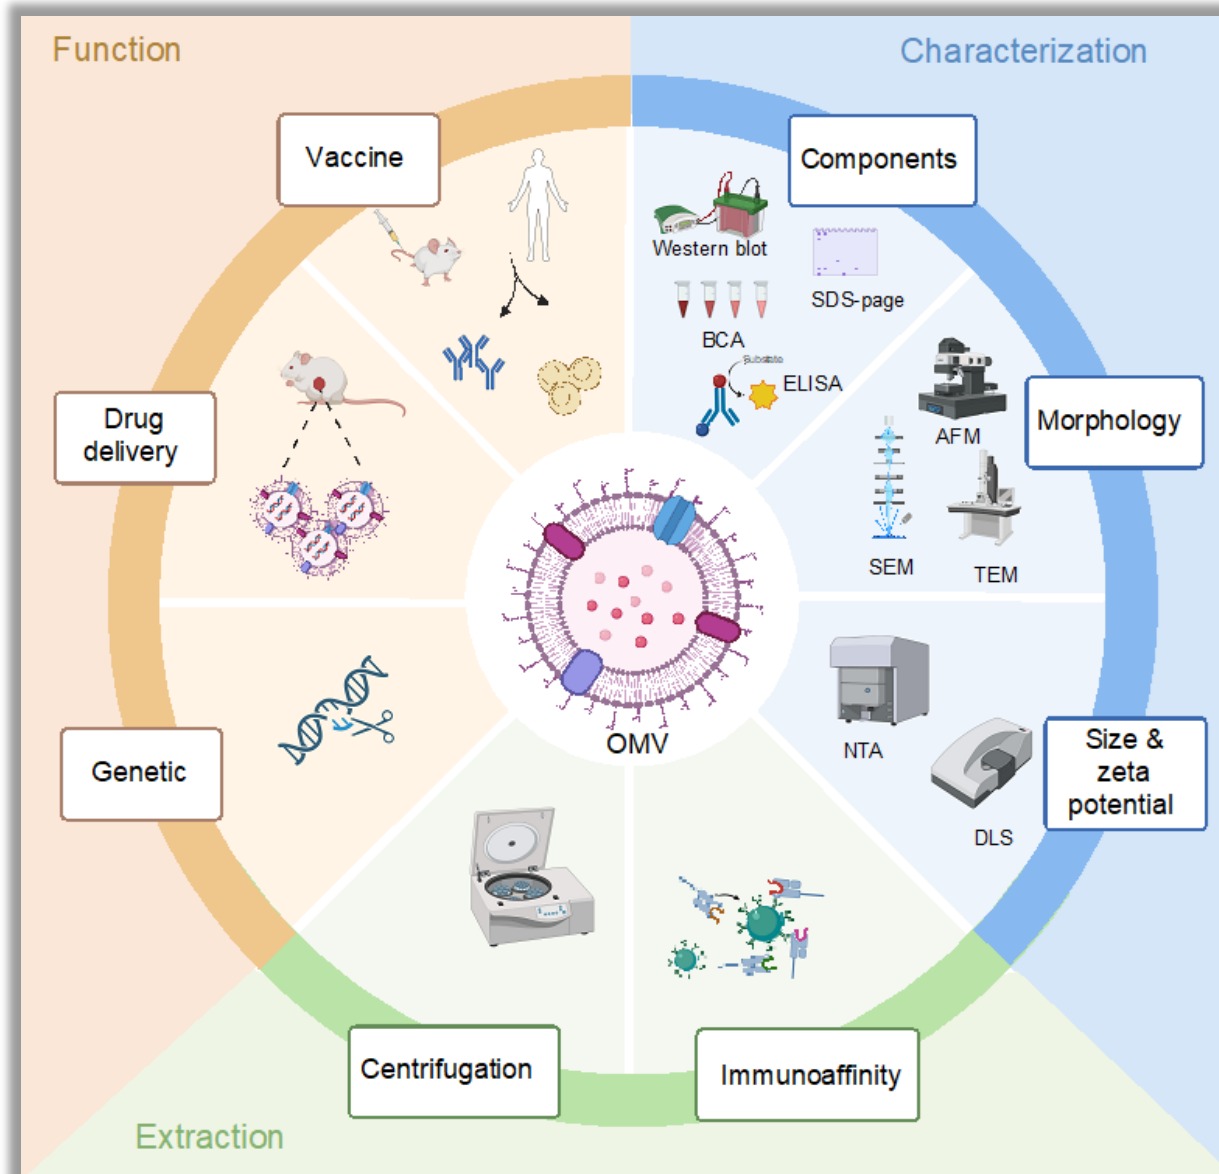 Function
Characterization
Vaccine
Components
Western blot
SDS-page
BCA
Substrate
ELISA
Drug
delivery
Morphology
AFM
SEM
TEM
OMV
Genetic
NTA
DLS
Size &
zeta
potential
Centrifugation
Immunoaffinity
Extraction